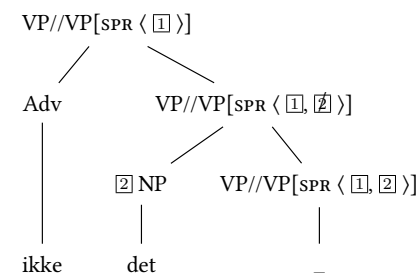 VP//VP[SPR ⟨ 1 ⟩]
Adv VP//VP[SPR ⟨ 1, 2̸ ⟩]
2 NP VP//VP[SPR ⟨ 1, 2 ⟩]
ikke det